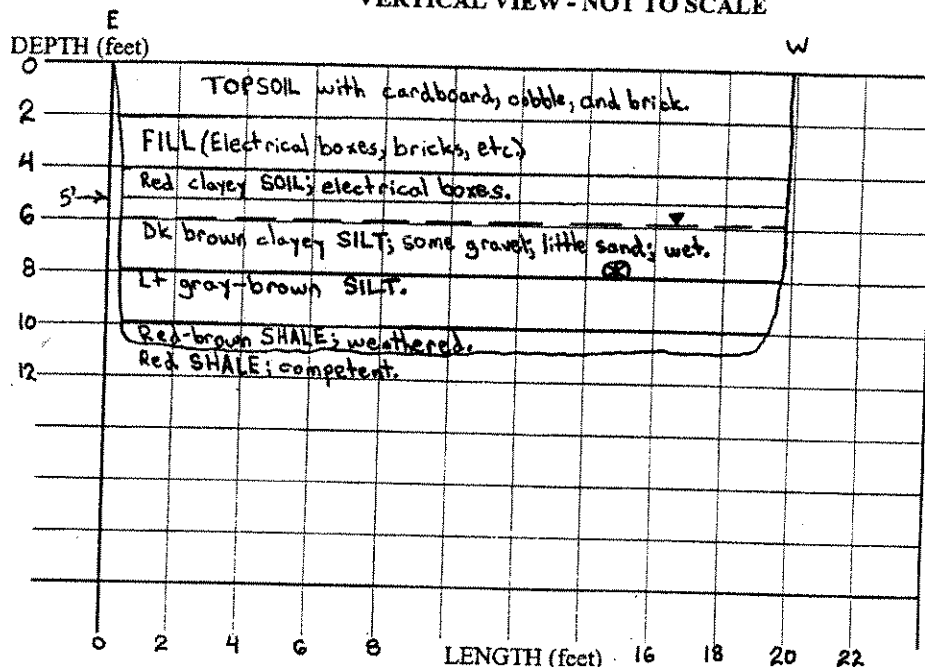 VERTICAL VIEW - NOT TO SCALE
E
W
DEPTH (feet)
0
TOPSOIL with cardboard, cobble, and brick.
2
FILL (Electrical boxes, bricks, etc.)
4
Red clayey SOIL; electrical boxes.
5'
6
Dk brown clayey SILT; some gravel; little sand; wet.
8
Lt gray-brown SILT.
10
Red-brown SHALE; weathered.
12
Red SHALE; competent.
0 2 4 6 8 LENGTH (feet) 16 18 20 22